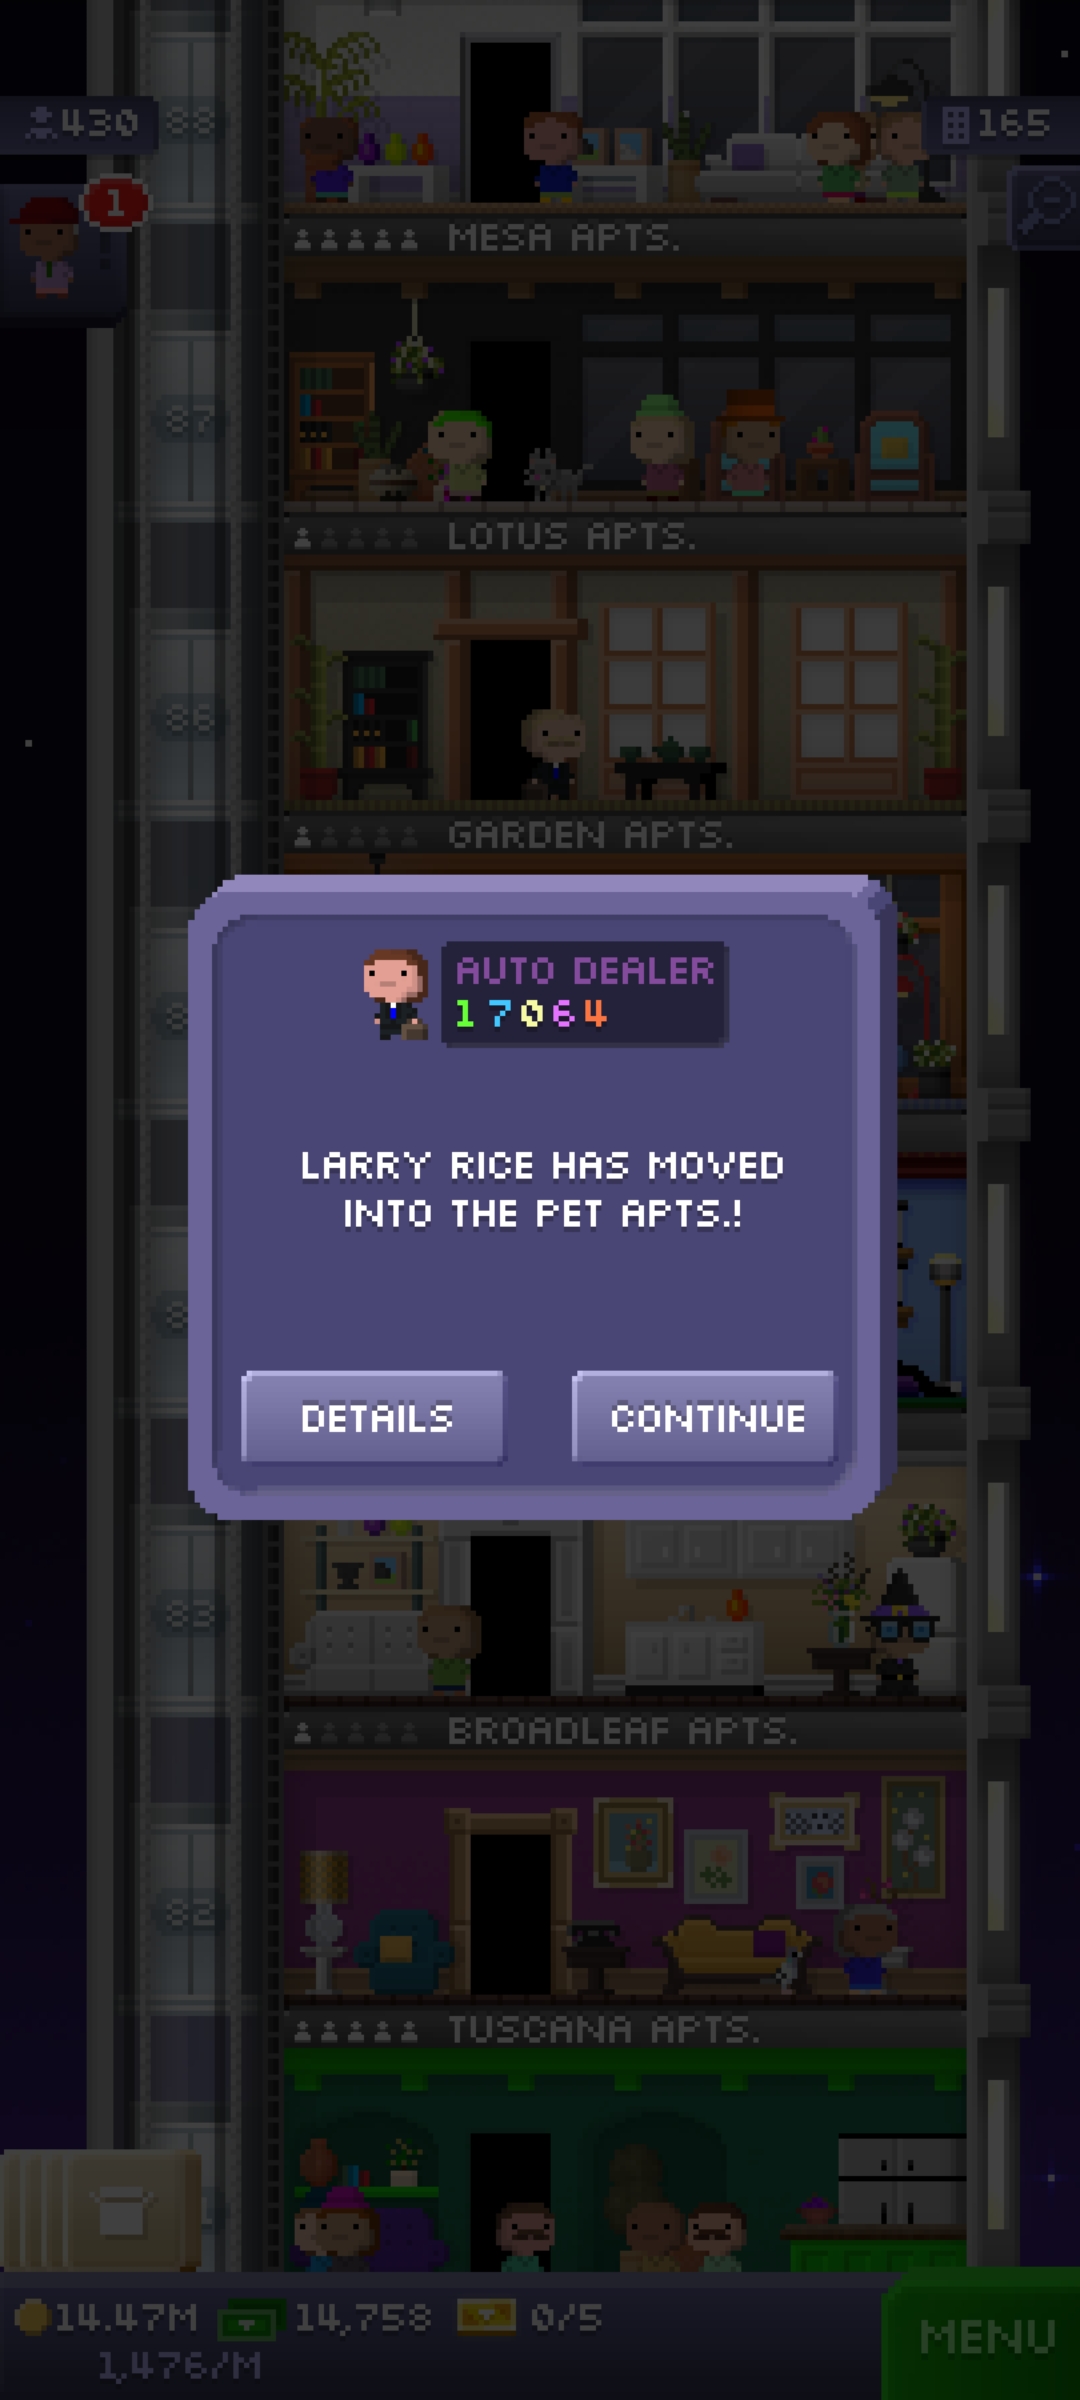 430
88
165
1
MESA APTS.
87
LOTUS APTS.
86
GARDEN APTS.
AUTO DEALER
17064
LARRY RICE HAS MOVED
INTO THE PET APTS.!
DETAILS
CONTINUE
83
BROADLEAF APTS.
82
TUSCANA APTS.
14.47M
14,758
0/5
1,476/M
MENU